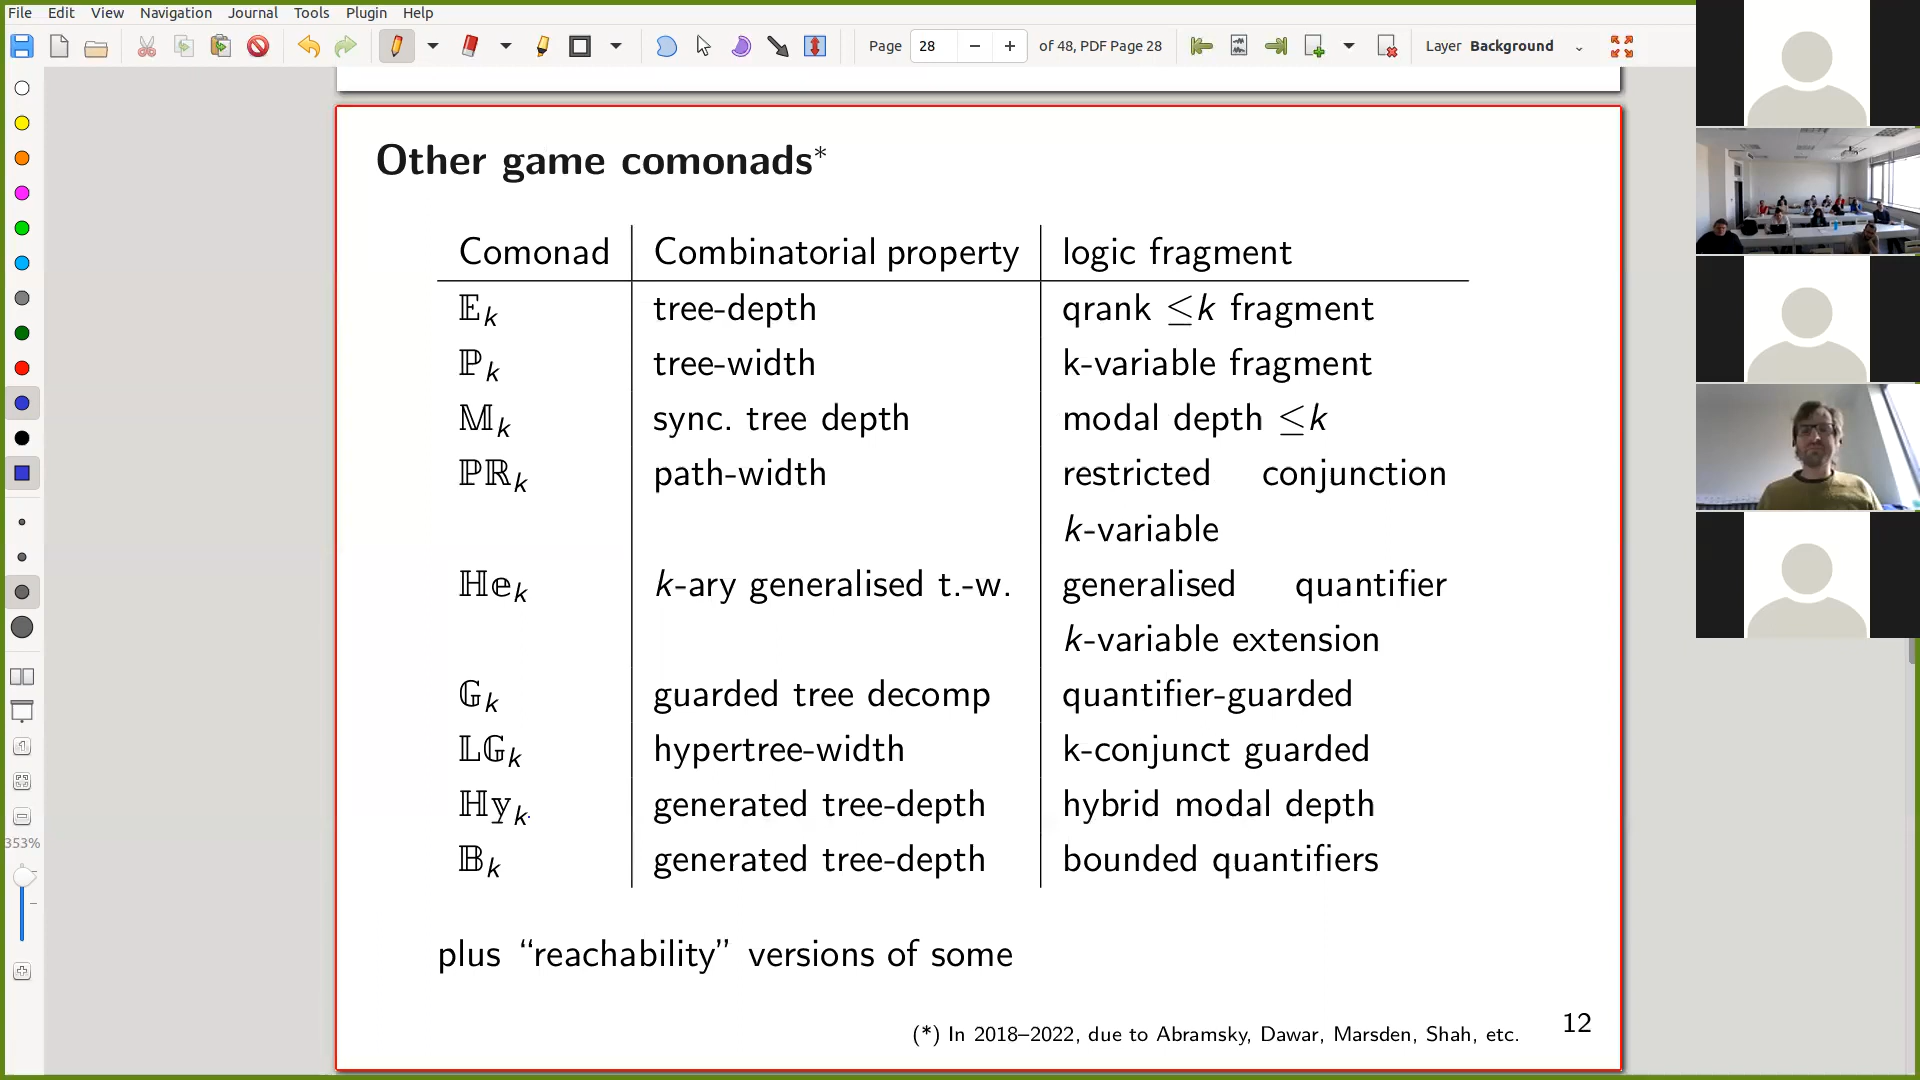 File Edit View Navigation Journal Tools Plugin Help
Page 28 of 48, PDF Page 28 Layer Background
353%
Other game comonads*
Comonad Combinatorial property logic fragment
𝔼k tree-depth qrank ≤k fragment
ℙk tree-width k-variable fragment
𝕄k sync. tree depth modal depth ≤k
ℙℝk path-width restricted conjunction
k-variable
ℍ𝕖k k-ary generalised t.-w. generalised quantifier
k-variable extension
𝔾k guarded tree decomp quantifier-guarded
𝕃𝔾k hypertree-width k-conjunct guarded
ℍ𝕪k generated tree-depth hybrid modal depth
𝔹k generated tree-depth bounded quantifiers
plus “reachability” versions of some
(*) In 2018–2022, due to Abramsky, Dawar, Marsden, Shah, etc.
12